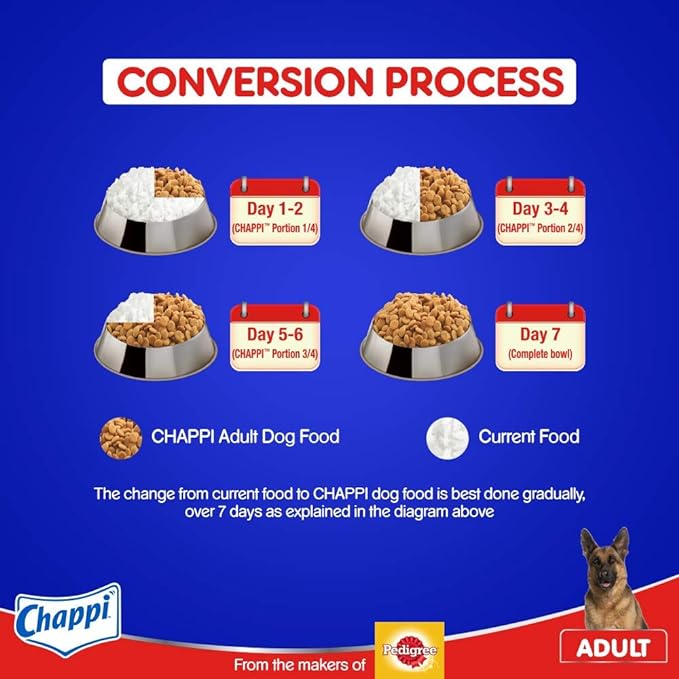 CONVERSION PROCESS
Day 1-2
(CHAPPI™ Portion 1/4)
Day 3-4
(CHAPPI™ Portion 2/4)
Day 5-6
(CHAPPI™ Portion 3/4)
Day 7
(Complete bowl)
CHAPPI Adult Dog Food
Current Food
The change from current food to CHAPPI dog food is best done gradually,
over 7 days as explained in the diagram above
Chappi
From the makers of
Pedigree
ADULT